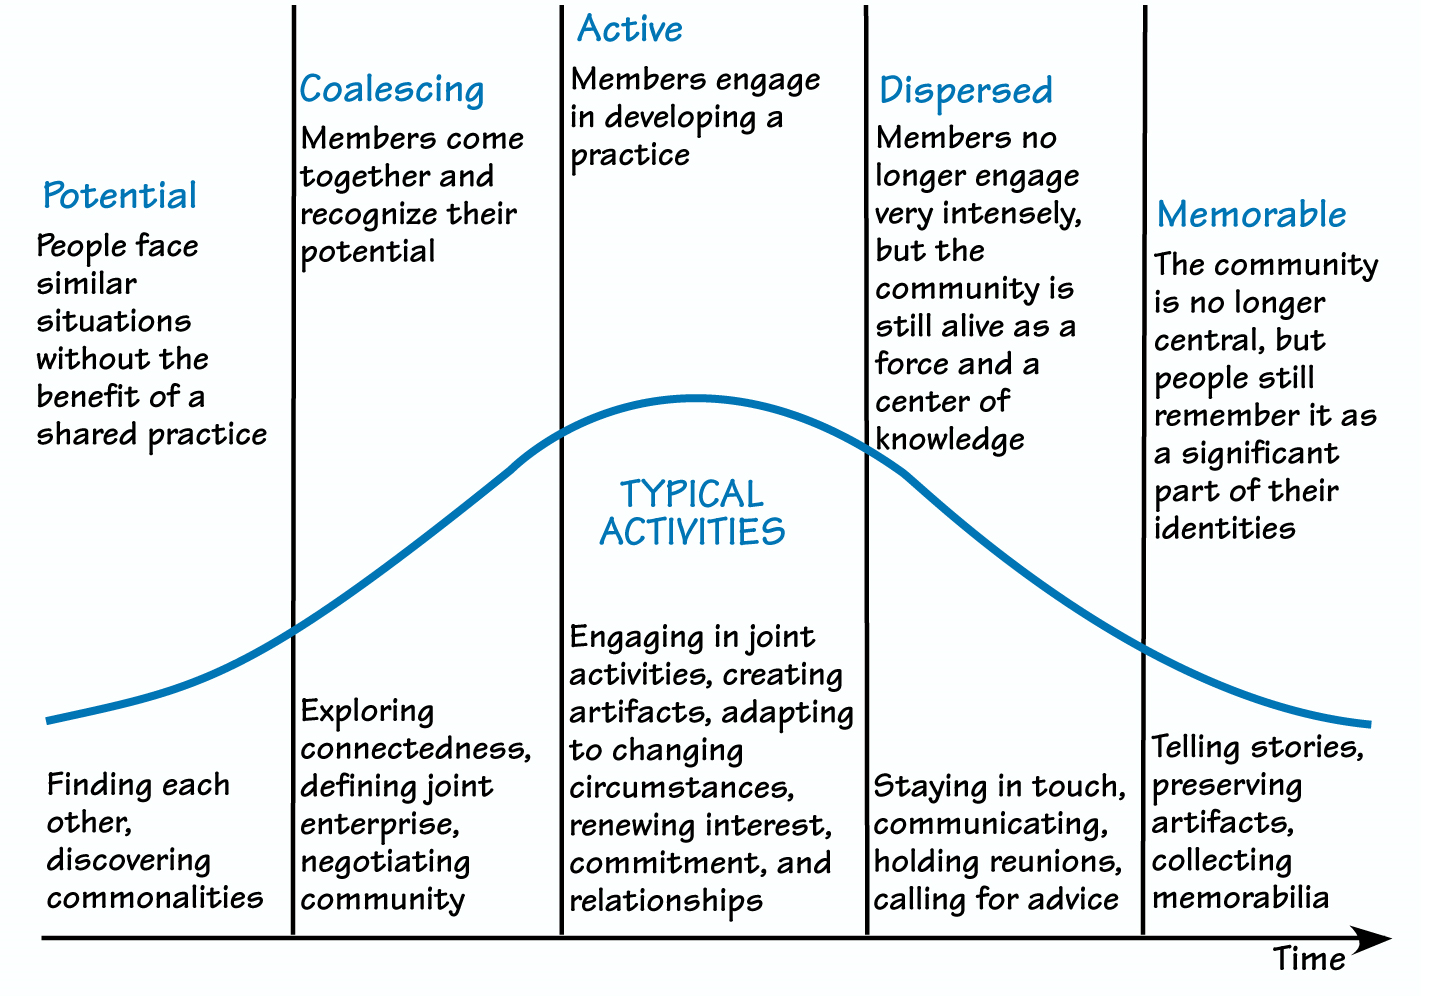 Potential
People face
similar
situations
without the
benefit of a
shared practice
Coalescing
Members come
together and
recognize their
potential
Active
Members engage
in developing a
practice
Dispersed
Members no
longer engage
very intensely,
but the
community is
still alive as a
force and a
center of
knowledge
Memorable
The community
is no longer
central, but
people still
remember it as
a significant
part of their
identities
TYPICAL
ACTIVITIES
Finding each
other,
discovering
commonalities
Exploring
connectedness,
defining joint
enterprise,
negotiating
community
Engaging in joint
activities, creating
artifacts, adapting
to changing
circumstances,
renewing interest,
commitment, and
relationships
Staying in touch,
communicating,
holding reunions,
calling for advice
Telling stories,
preserving
artifacts,
collecting
memorabilia
Time